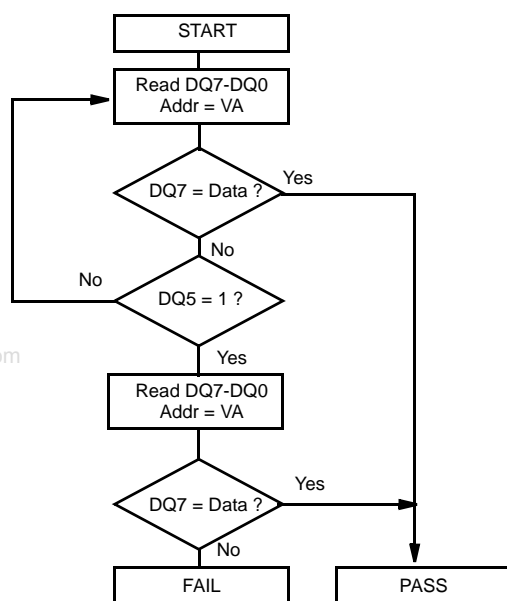 START
Read DQ7-DQ0
Addr = VA
DQ7 = Data ?
Yes
No
No
DQ5 = 1 ?
om
Yes
Read DQ7-DQ0
Addr = VA
DQ7 = Data ?
Yes
No
FAIL
PASS